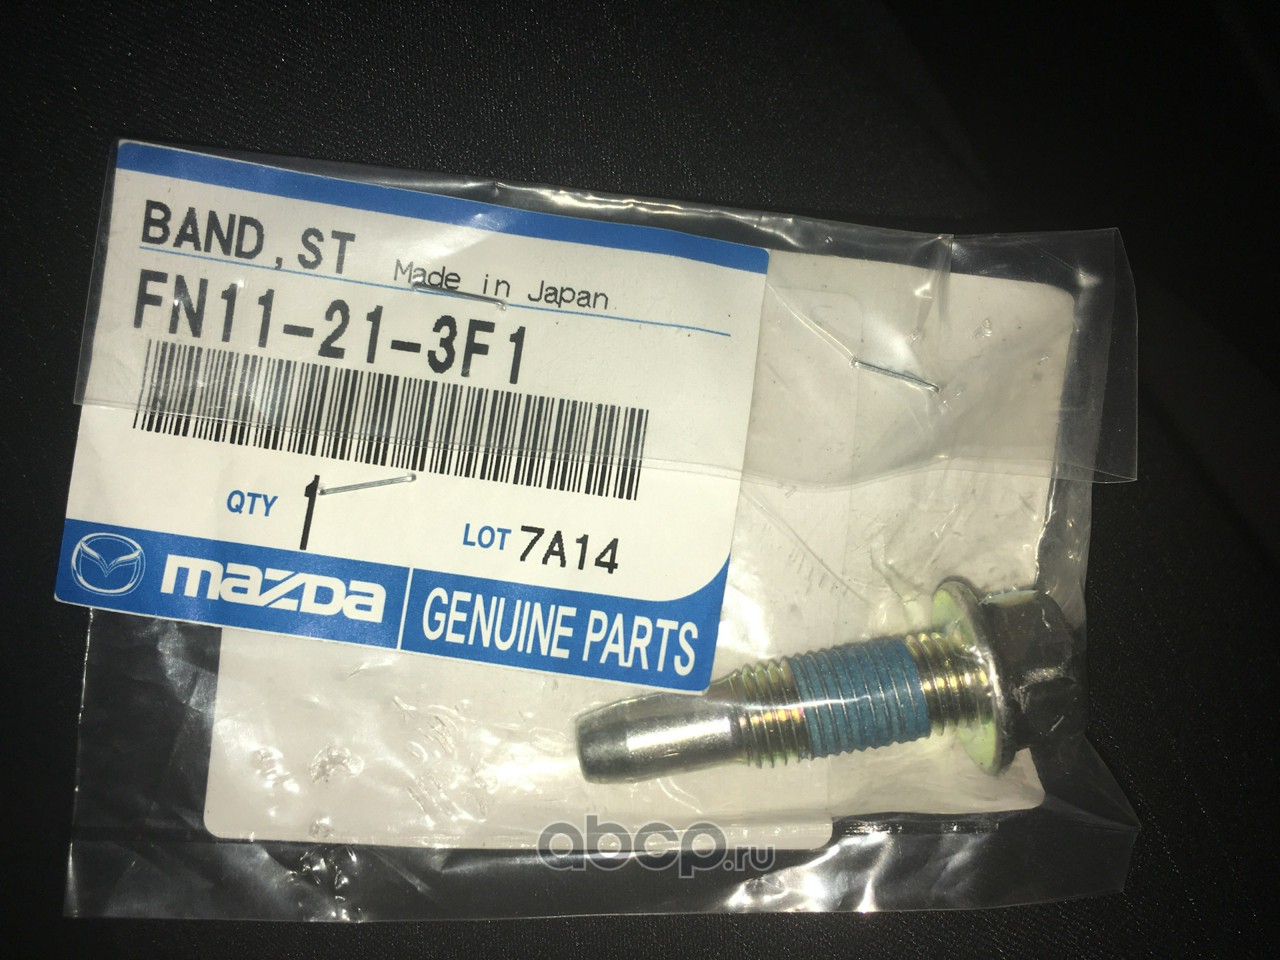 BAND,ST
Made in Japan
FN11-21-3F1
QTY 1
LOT 7A14
mazda
GENUINE PARTS
abcp.ru